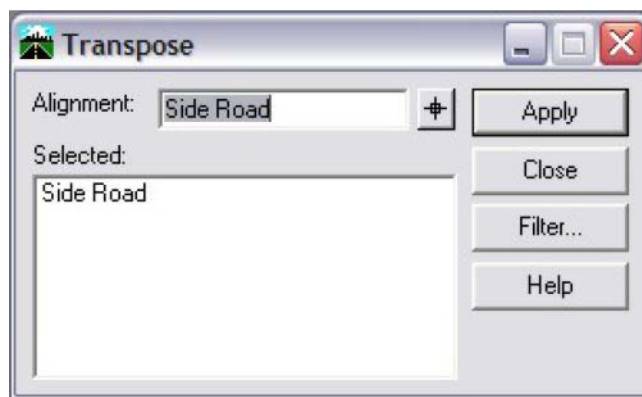 Transpose
Alignment: Side Road
Apply
Selected:
Side Road
Close
Filter...
Help